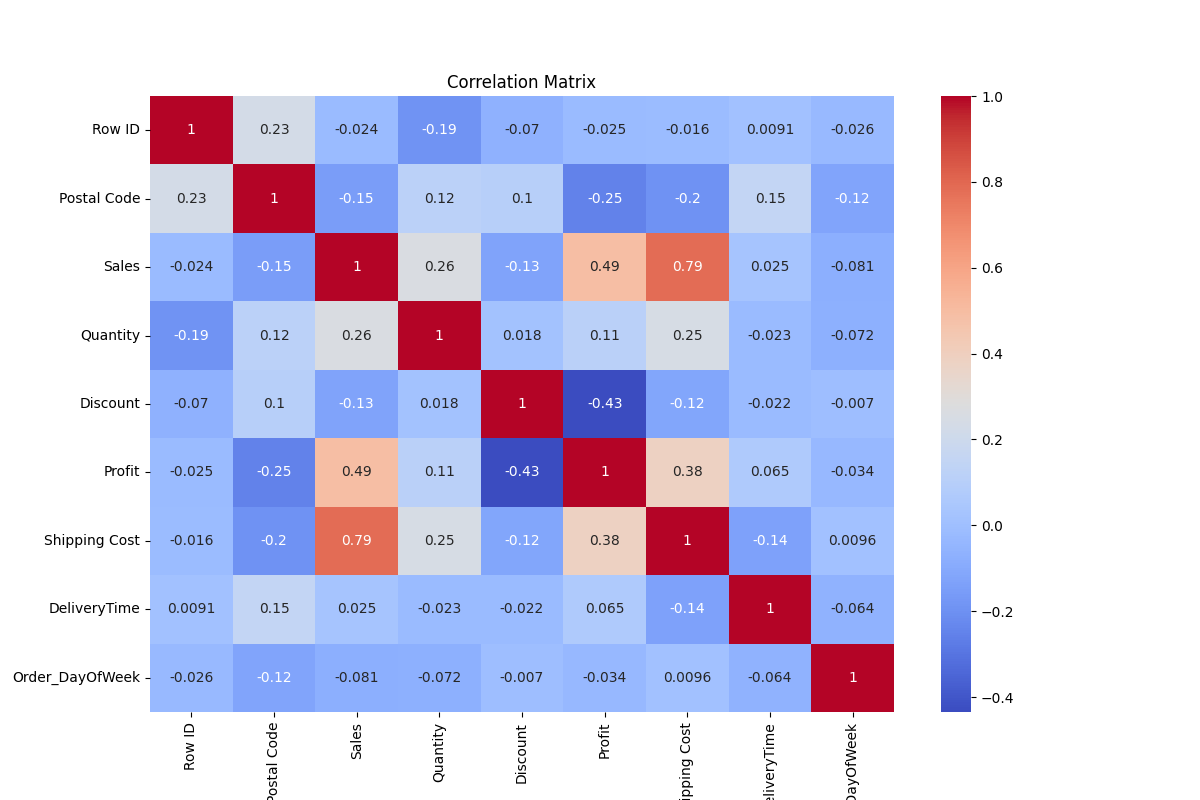 Correlation Matrix
Row ID 1 0.23 -0.024 -0.19 -0.07 -0.025 -0.016 0.0091 -0.026
Postal Code 0.23 1 -0.15 0.12 0.1 -0.25 -0.2 0.15 -0.12
Sales -0.024 -0.15 1 0.26 -0.13 0.49 0.79 0.025 -0.081
Quantity -0.19 0.12 0.26 1 0.018 0.11 0.25 -0.023 -0.072
Discount -0.07 0.1 -0.13 0.018 1 -0.43 -0.12 -0.022 -0.007
Profit -0.025 -0.25 0.49 0.11 -0.43 1 0.38 0.065 -0.034
Shipping Cost -0.016 -0.2 0.79 0.25 -0.12 0.38 1 -0.14 0.0096
DeliveryTime 0.0091 0.15 0.025 -0.023 -0.022 0.065 -0.14 1 -0.064
Order_DayOfWeek -0.026 -0.12 -0.081 -0.072 -0.007 -0.034 0.0096 -0.064 1
Row ID
Postal Code
Sales
Quantity
Discount
Profit
ipping Cost
eliveryTime
DayOfWeek
1.0
0.8
0.6
0.4
0.2
0.0
−0.2
−0.4